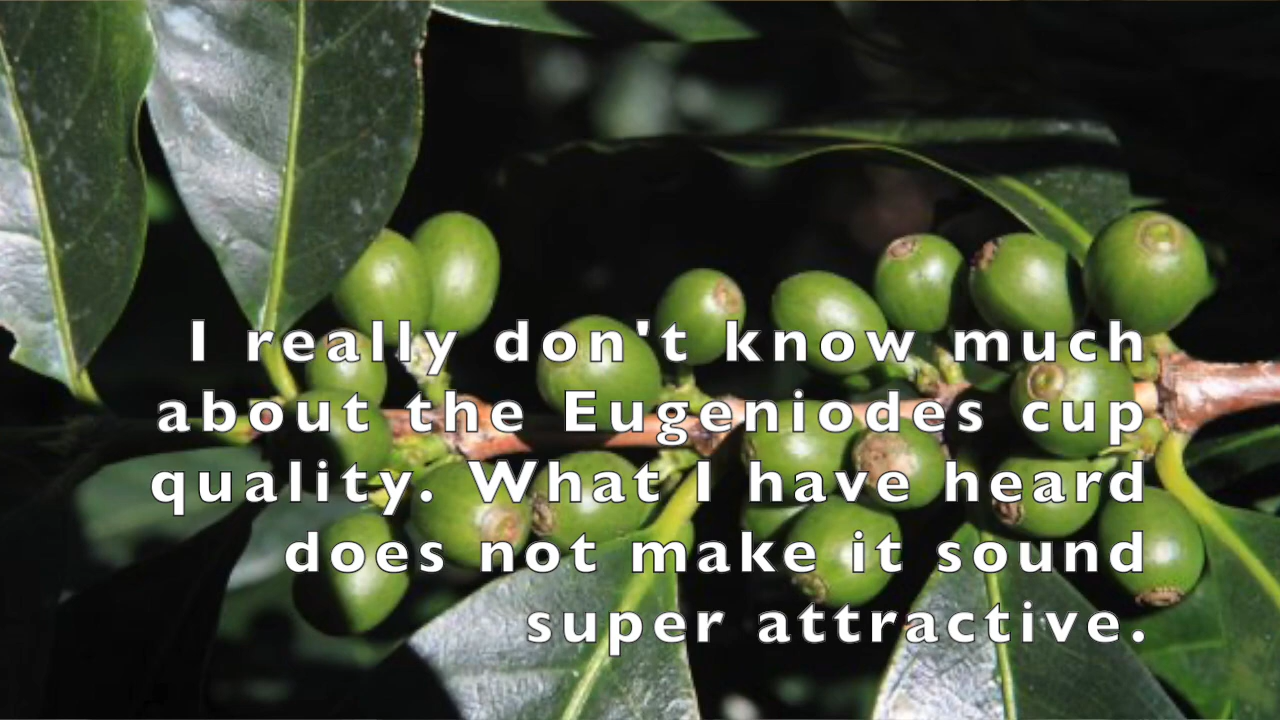 I really don't know much
about the Eugeniodes cup
quality. What I have heard
does not make it sound
super attractive.